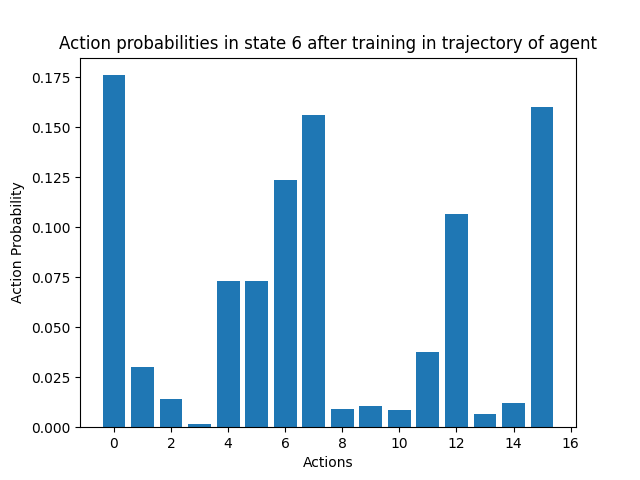 Action probabilities in state 6 after training in trajectory of agent
0.175
0.150
0.125
0.100
0.075
0.050
0.025
0.000
Action Probability
0 2 4 6 8 10 12 14 16
Actions